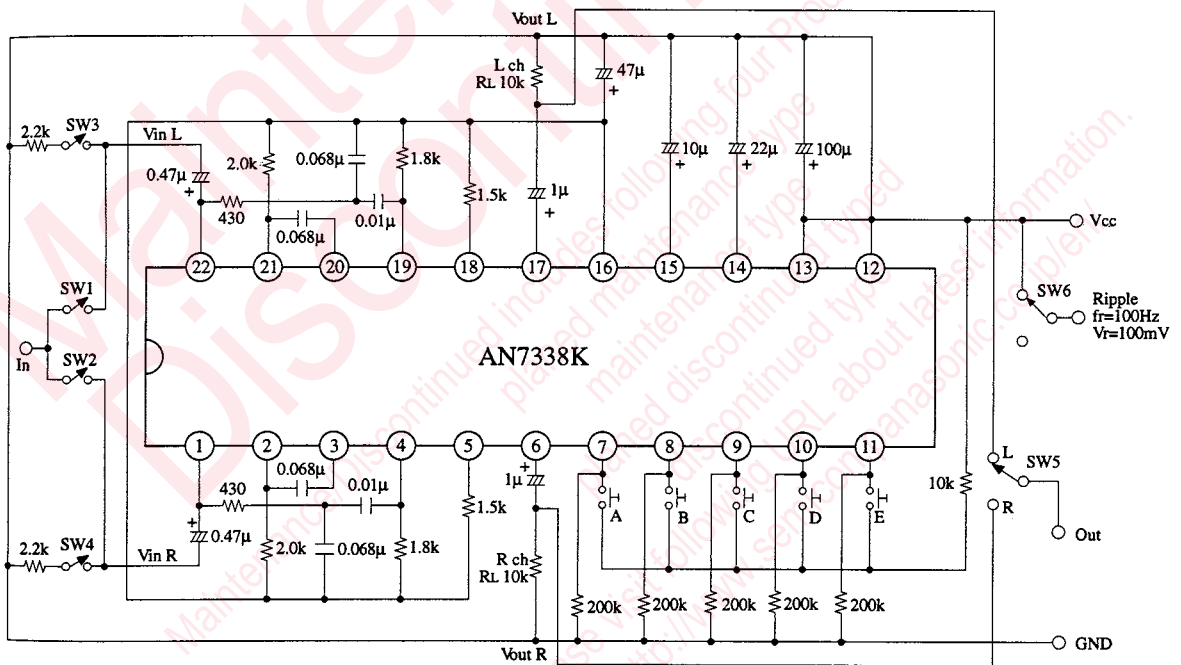 Vout L
L ch
RL 10k
47μ
2.2k
SW3
Vin L
2.0k
0.068μ
1.8k
10μ
22μ
100μ
0.47μ
430
0.01μ
1.5k
1μ
0.068μ
Vcc
22 21 20 19 18 17 16 15 14 13 12
SW1
SW6
Ripple
fr=100Hz
Vr=100mV
In
SW2
AN7338K
1 2 3 4 5 6 7 8 9 10 11
L
SW5
0.068μ
1μ
430
0.01μ
10k
1.5k
A B C D E
R
0.47μ
Out
2.2k
SW4
Vin R
2.0k
0.068μ
1.8k
R ch
RL 10k
200k 200k 200k 200k 200k
GND
Vout R